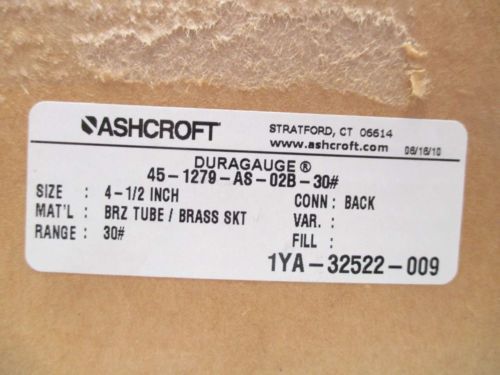 ASHCROFT
STRATFORD, CT 06614
www.ashcroft.com 06/16/10
DURAGAUGE®
45-1279-AS-02B-30#
SIZE : 4-1/2 INCH CONN : BACK
MAT'L : BRZ TUBE / BRASS SKT VAR. :
RANGE : 30# FILL :
1YA-32522-009